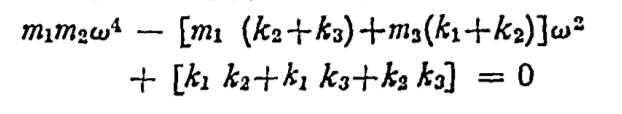 m₁m₂ω⁴ − [m₁ (k₂+k₃)+m₃(k₁+k₂)]ω²
+ [k₁ k₂+k₁ k₃+k₂ k₃] = 0